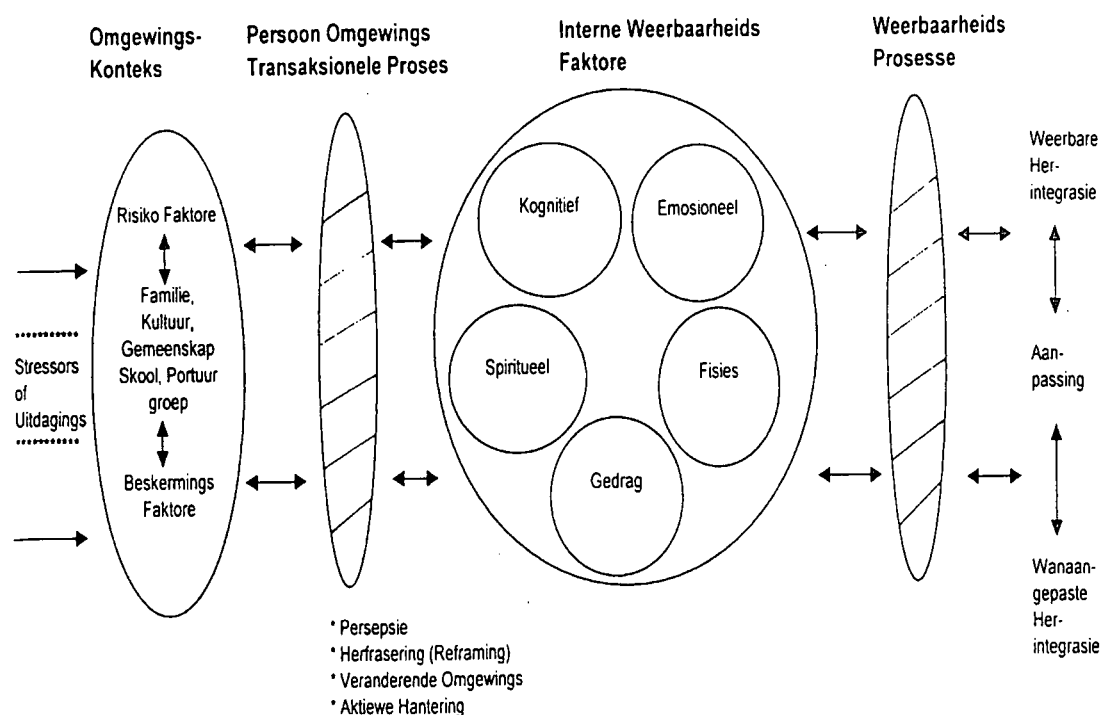 Omgewings-
Konteks
Persoon Omgewings
Transaksionele Proses
Interne Weerbaarheids
Faktore
Weerbaarheids
Prosesse
Stressors
of
Uitdagings
Risiko Faktore
Familie,
Kultuur,
Gemeenskap
Skool, Portuur
groep
Beskermings
Faktore
* Persepsie
* Herfrasering (Reframing)
* Veranderende Omgewings
* Aktiewe Hantering
Kognitief
Emosioneel
Spiritueel
Fisies
Gedrag
Weerbare
Her-
integrasie
Aan-
passing
Wanaan-
gepaste
Her-
integrasie